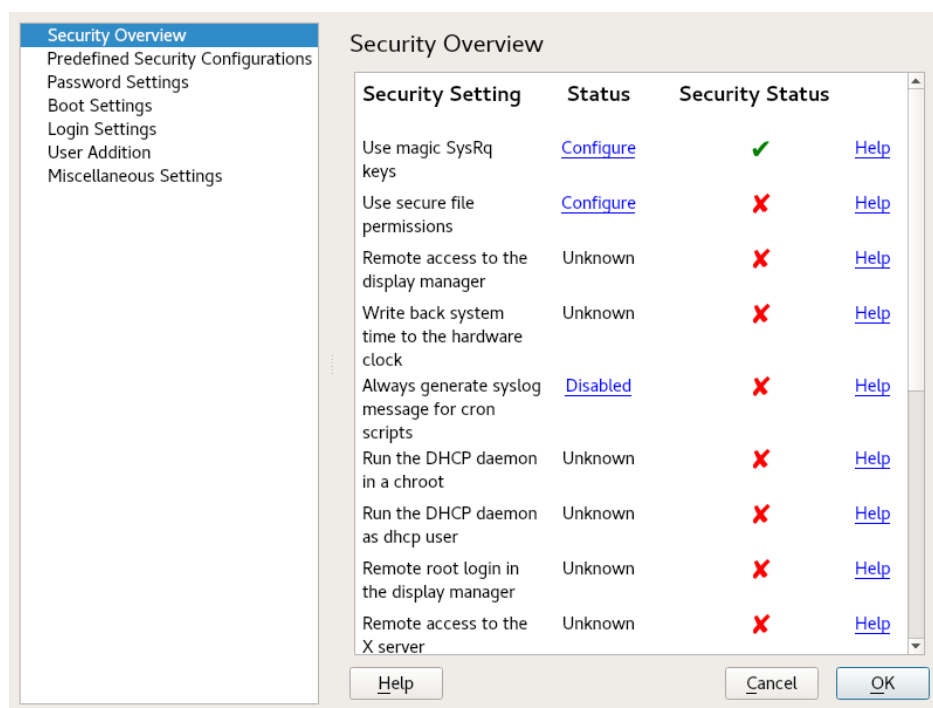 Security Overview
Predefined Security Configurations
Password Settings
Boot Settings
Login Settings
User Addition
Miscellaneous Settings
Security Overview
Security Setting Status Security Status
Use magic SysRq Configure Help
keys
Use secure file Configure Help
permissions
Remote access to the Unknown Help
display manager
Write back system Unknown Help
time to the hardware
clock
Always generate syslog Disabled Help
message for cron
scripts
Run the DHCP daemon Unknown Help
in a chroot
Run the DHCP daemon Unknown Help
as dhcp user
Remote root login in Unknown Help
the display manager
Remote access to the Unknown Help
X server
Help Cancel OK